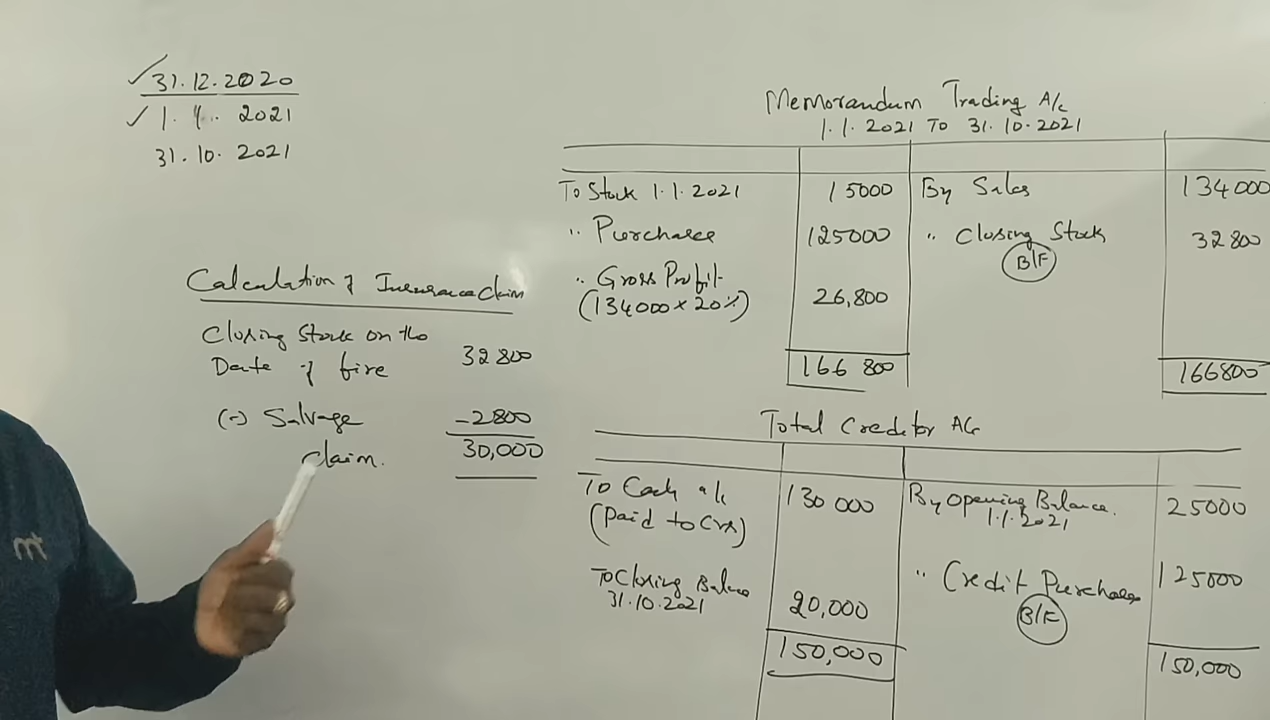 31.12.2020
1. 1. 2021
31.10.2021
Calculation of Insurance Claim
Closing Stock on the
Date of fire 32800
(-) Salvage -2800
Claim. 30,000
Memorandum Trading A/c
1.1.2021 To 31.10.2021
To Stock 1.1.2021 15000 By Sales 134000
" Purchases 125000 " Closing Stock 32800
B/F
" Gross Profit
(134000 x 20%) 26,800
166 800 166800
Total Creditor A/c
To Cash a/c 130 000 By Opening Balance. 25000
(Paid to Crs) 1.1.2021
To Closing Balance " Credit Purchases 125000
31.10.2021 20,000 B/F
150,000 150,000
mt